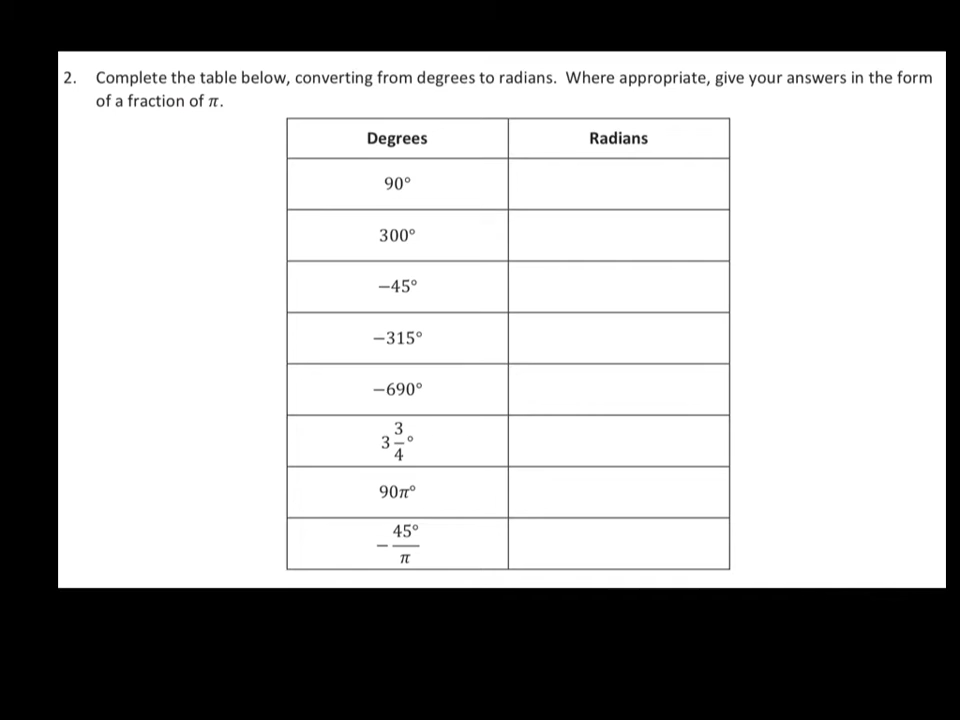 2. Complete the table below, converting from degrees to radians. Where appropriate, give your answers in the form
of a fraction of π.
Degrees Radians
90°
300°
−45°
−315°
−690°
3 3/4°
90π°
−45°/π